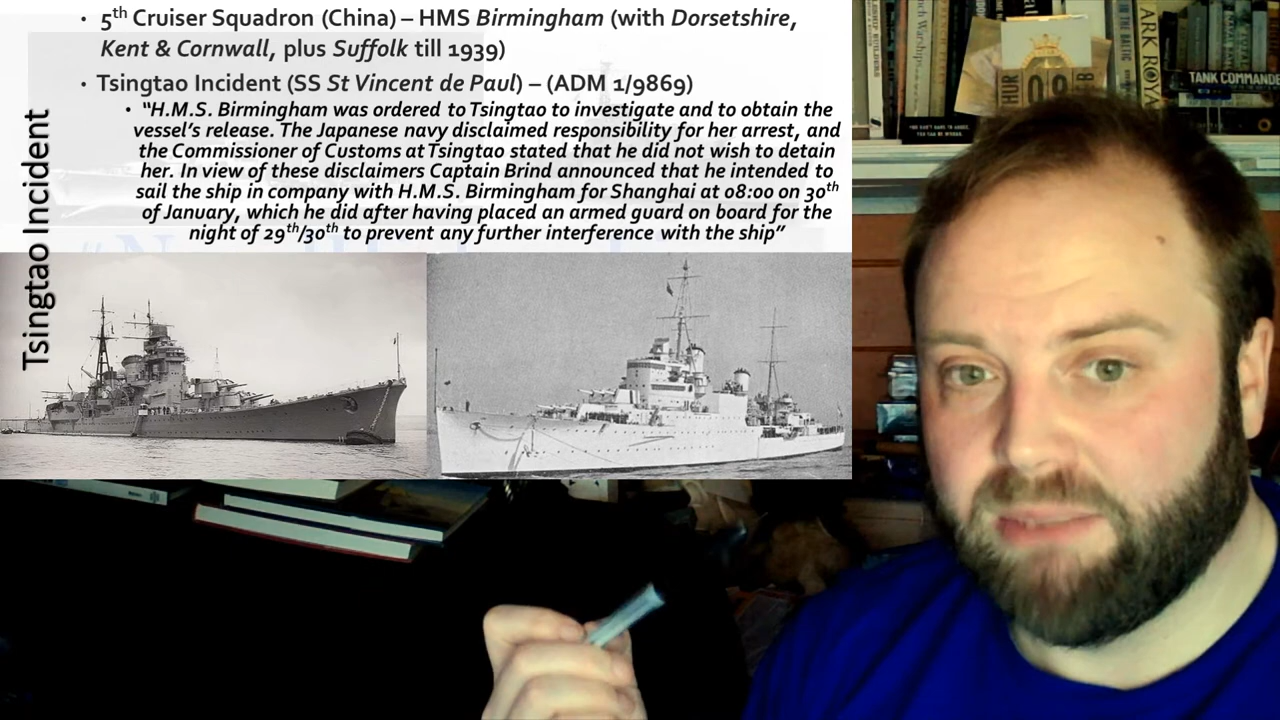 • 5th Cruiser Squadron (China) – HMS Birmingham (with Dorsetshire,
Kent & Cornwall, plus Suffolk till 1939)
• Tsingtao Incident (SS St Vincent de Paul) – (ADM 1/9869)
• “H.M.S. Birmingham was ordered to Tsingtao to investigate and to obtain the
vessel’s release. The Japanese navy disclaimed responsibility for her arrest, and
the Commissioner of Customs at Tsingtao stated that he did not wish to detain
her. In view of these disclaimers Captain Brind announced that he intended to
sail the ship in company with H.M.S. Birmingham for Shanghai at 08:00 on 30th
of January, which he did after having placed an armed guard on board for the
night of 29th/30th to prevent any further interference with the ship”
Tsingtao Incident
IN THE BALTIC
ARK ROYAL
TANK COMMANDE